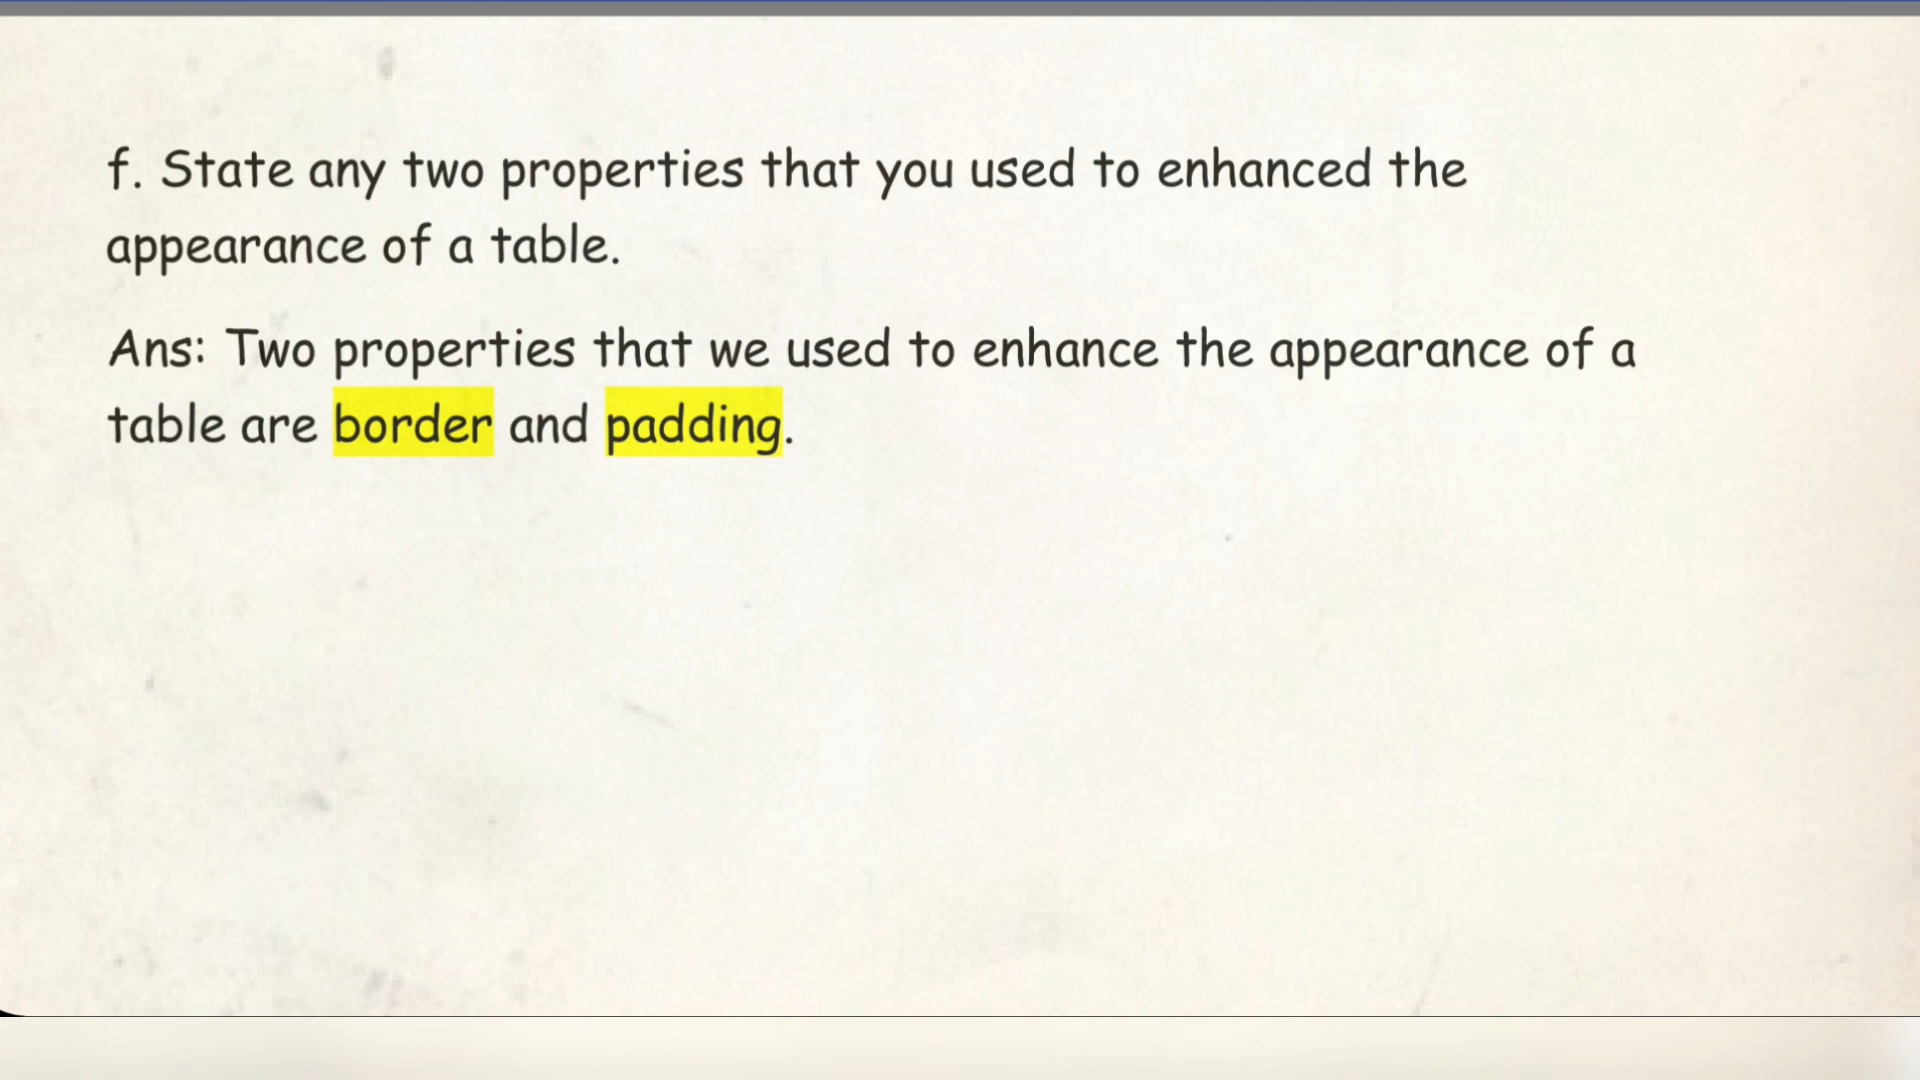 f. State any two properties that you used to enhanced the
appearance of a table.
Ans: Two properties that we used to enhance the appearance of a
table are border and padding.